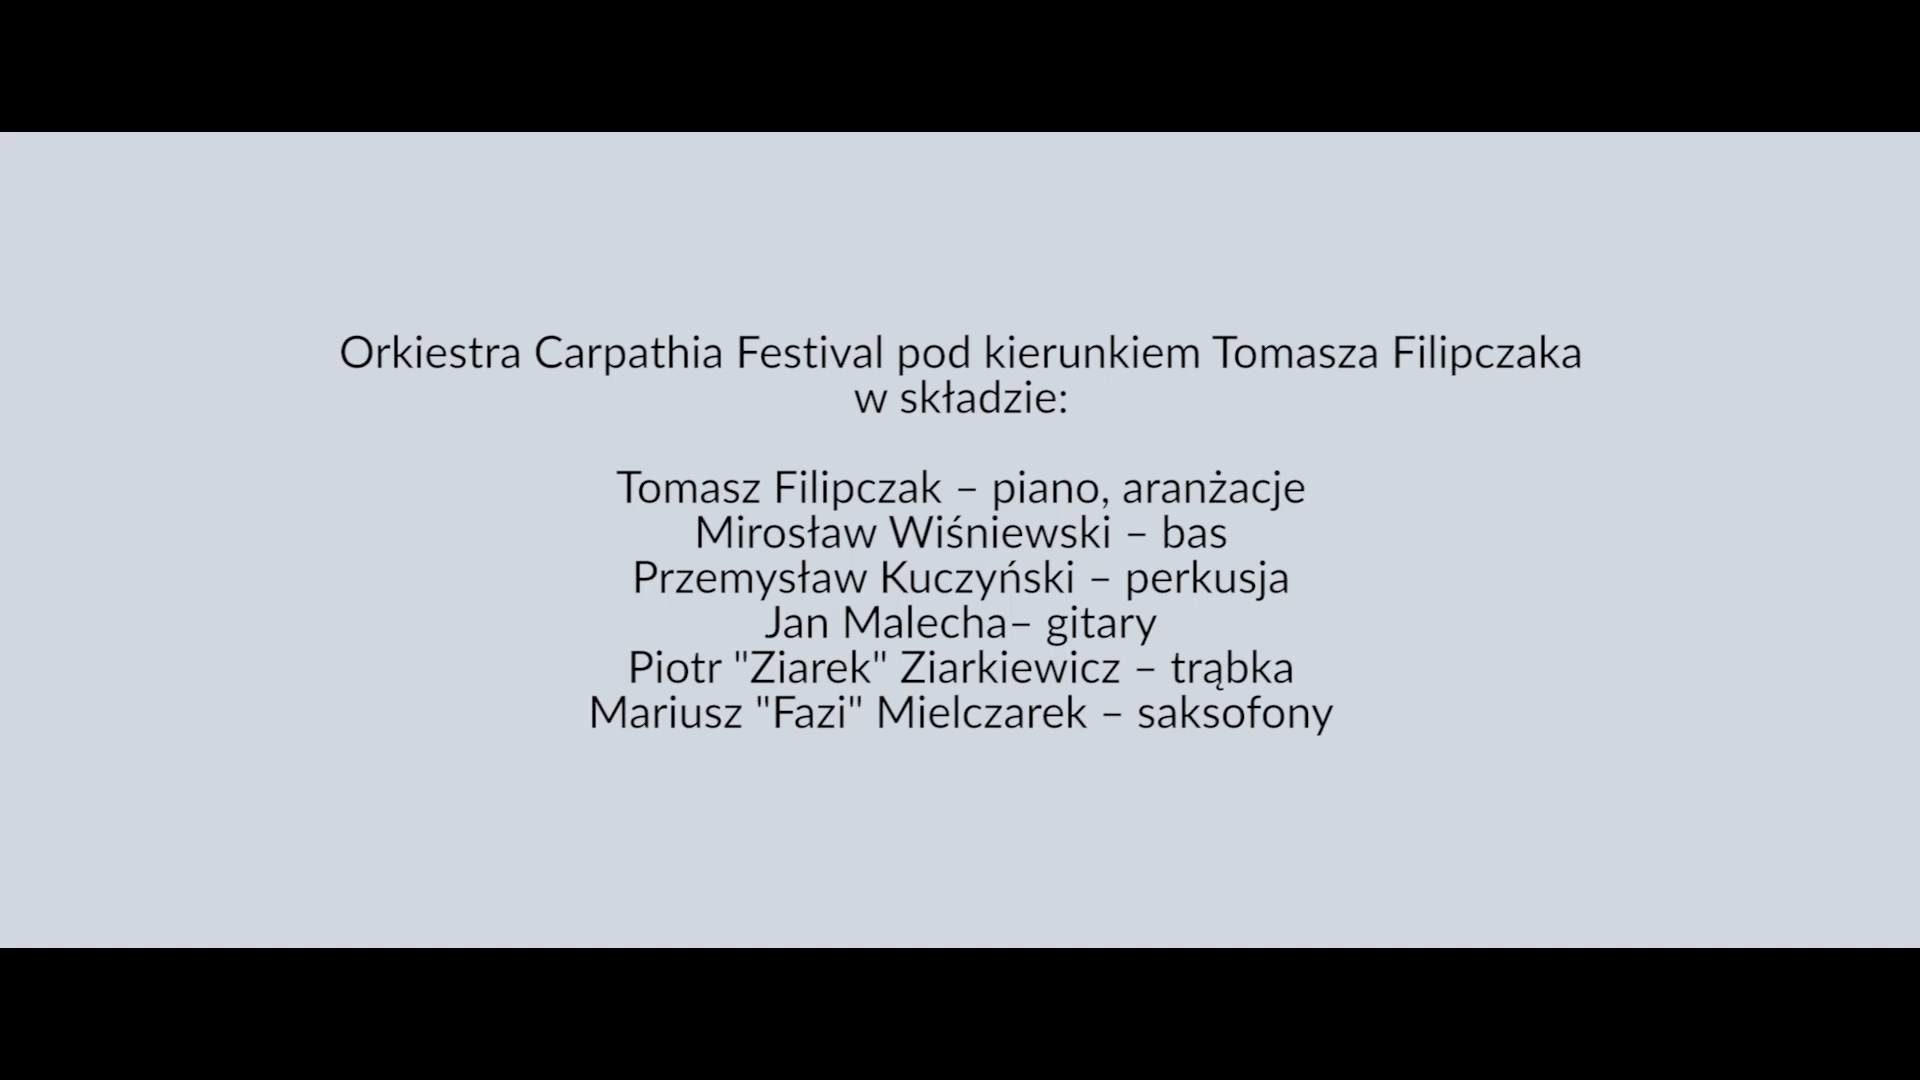 Orkiestra Carpathia Festival pod kierunkiem Tomasza Filipczaka
w składzie:
Tomasz Filipczak – piano, aranżacje
Mirosław Wiśniewski – bas
Przemysław Kuczyński – perkusja
Jan Malecha– gitary
Piotr "Ziarek" Ziarkiewicz – trąbka
Mariusz "Fazi" Mielczarek – saksofony